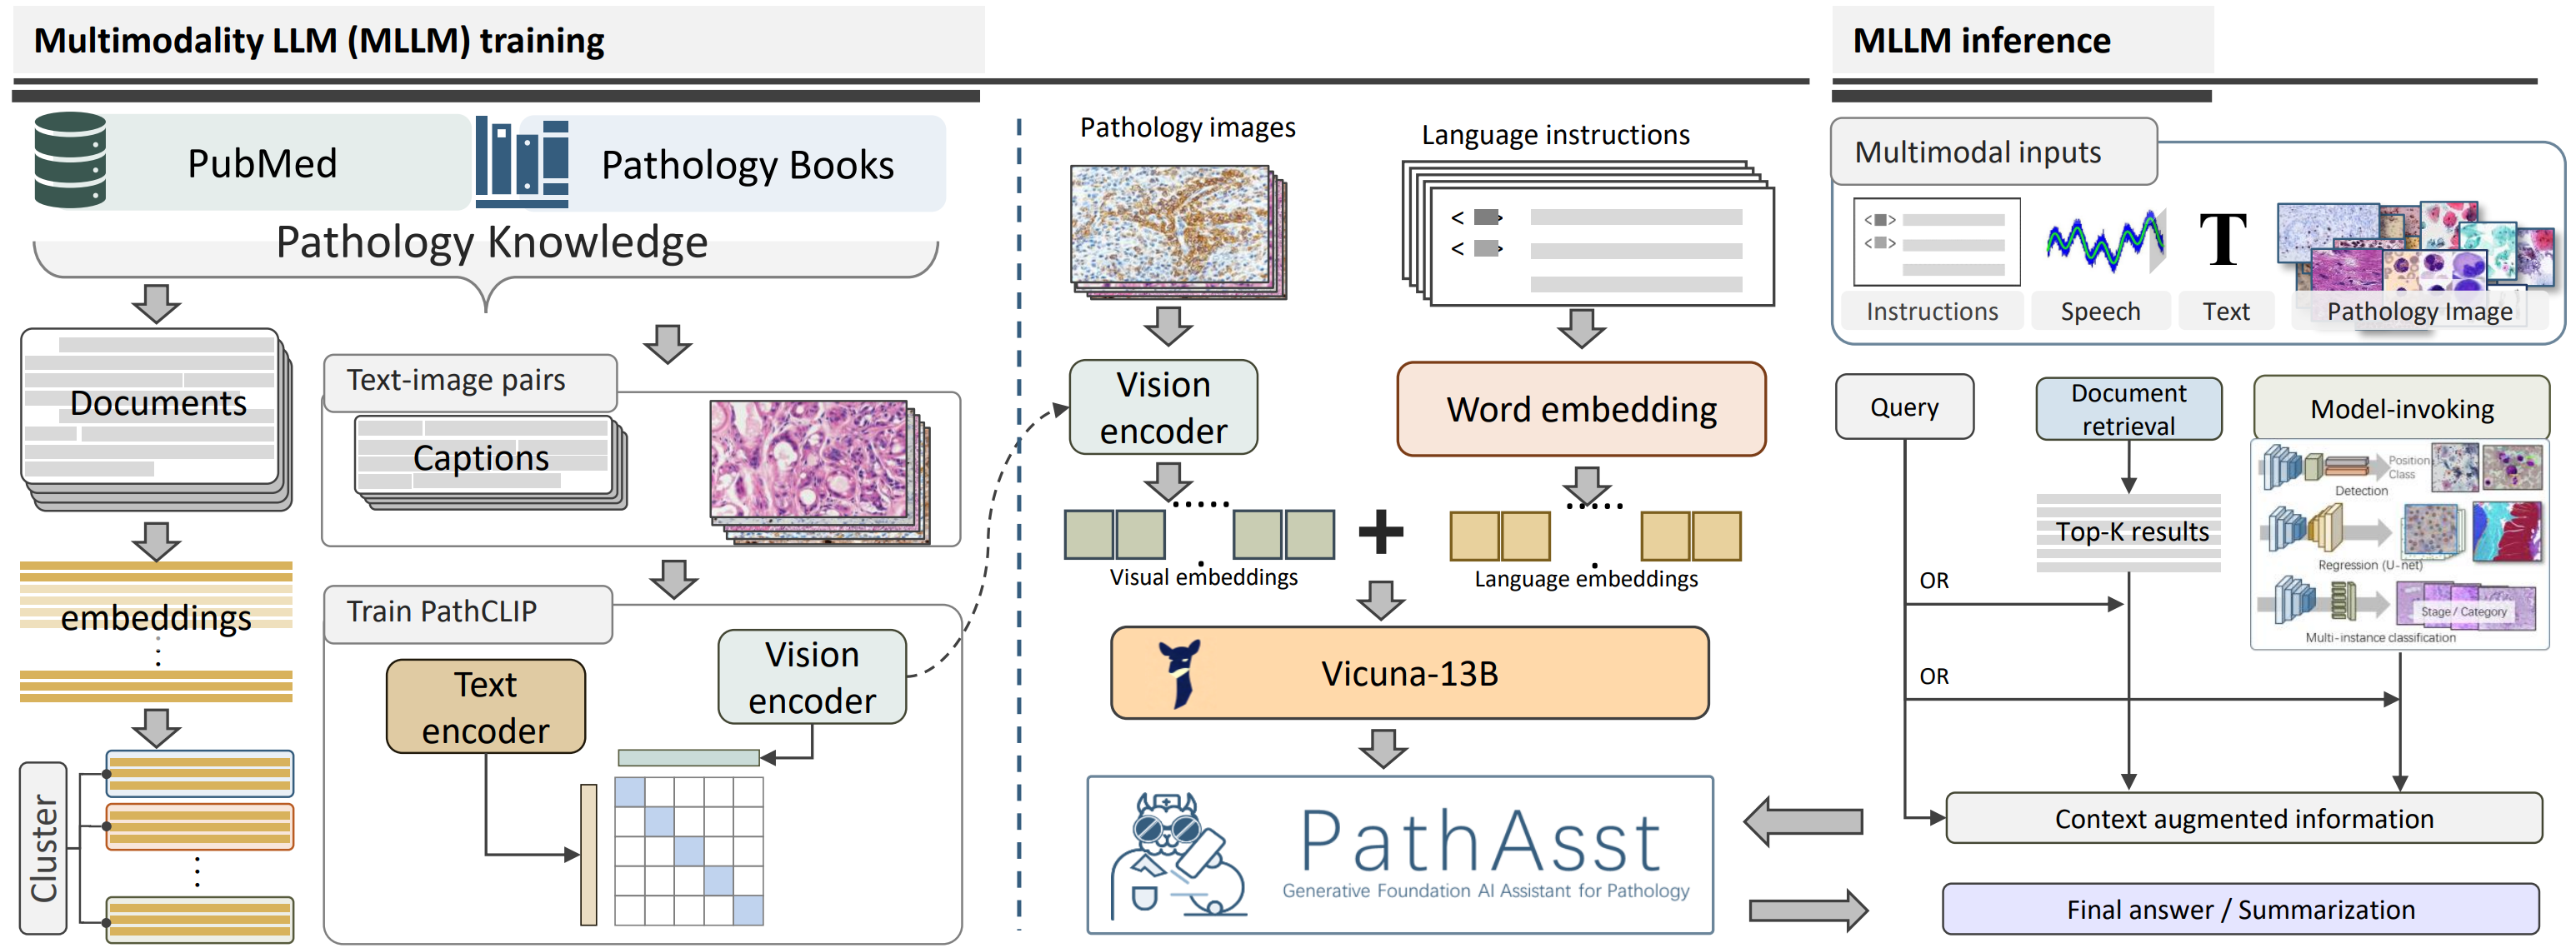 Multimodality LLM (MLLM) training
PubMed
Pathology Books
Pathology Knowledge
Documents
embeddings
Cluster
Text-image pairs
Captions
Train PathCLIP
Text
encoder
Vision
encoder
Pathology images
Language instructions
Vision
encoder
Word embedding
Visual embeddings
+
Language embeddings
Vicuna-13B
PathAsst
Generative Foundation AI Assistant for Pathology
MLLM inference
Multimodal inputs
T
Instructions
Speech
Text
Pathology Image
Query
Document
retrieval
Model-invoking
Position
Class
Detection
Top-K results
Regression (U-net)
OR
Stage / Category
Multi-instance classification
OR
Context augmented information
Final answer / Summarization